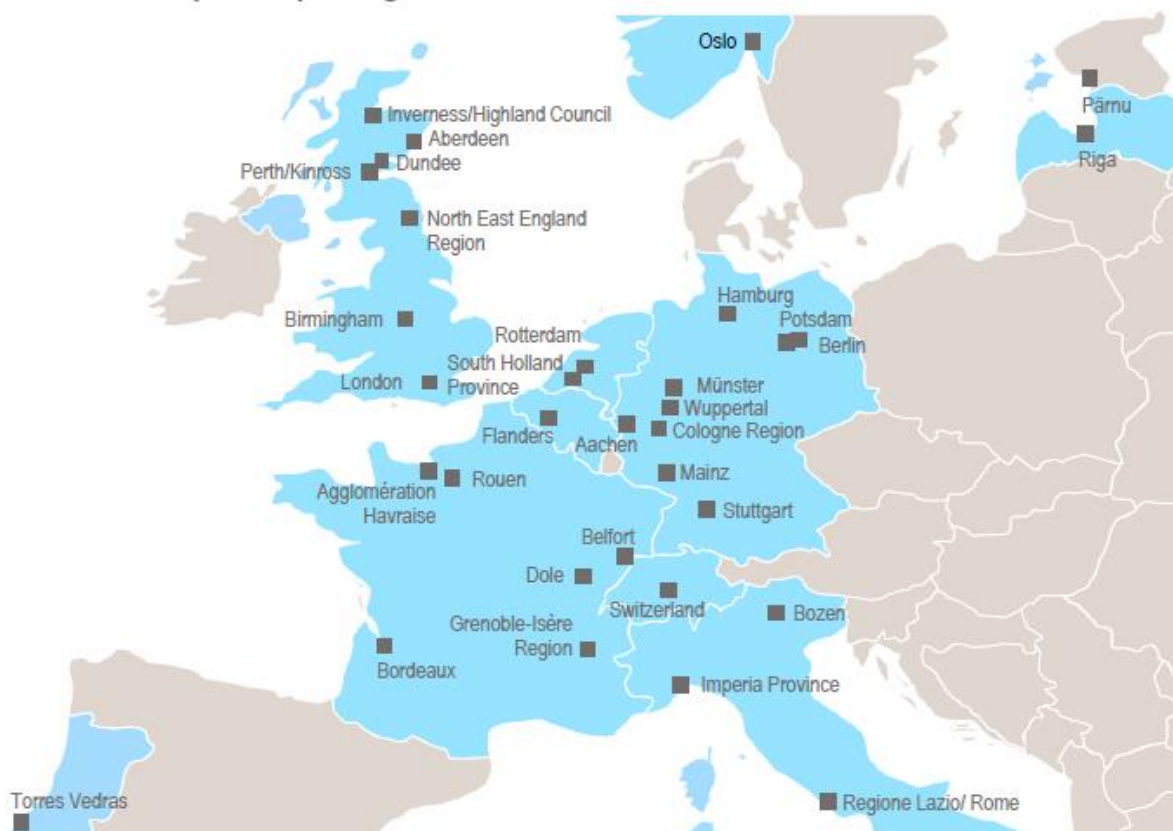 Oslo
Pärnu
Riga
Inverness/Highland Council
Aberdeen
Dundee
Perth/Kinross
North East England
Region
Birmingham
London
Rotterdam
South Holland
Province
Flanders
Aachen
Hamburg
Potsdam
Berlin
Münster
Wuppertal
Cologne Region
Mainz
Stuttgart
Agglomération
Havraise
Rouen
Belfort
Dole
Switzerland
Grenoble-Isère
Region
Bordeaux
Bozen
Imperia Province
Torres Vedras
Regione Lazio/ Rome